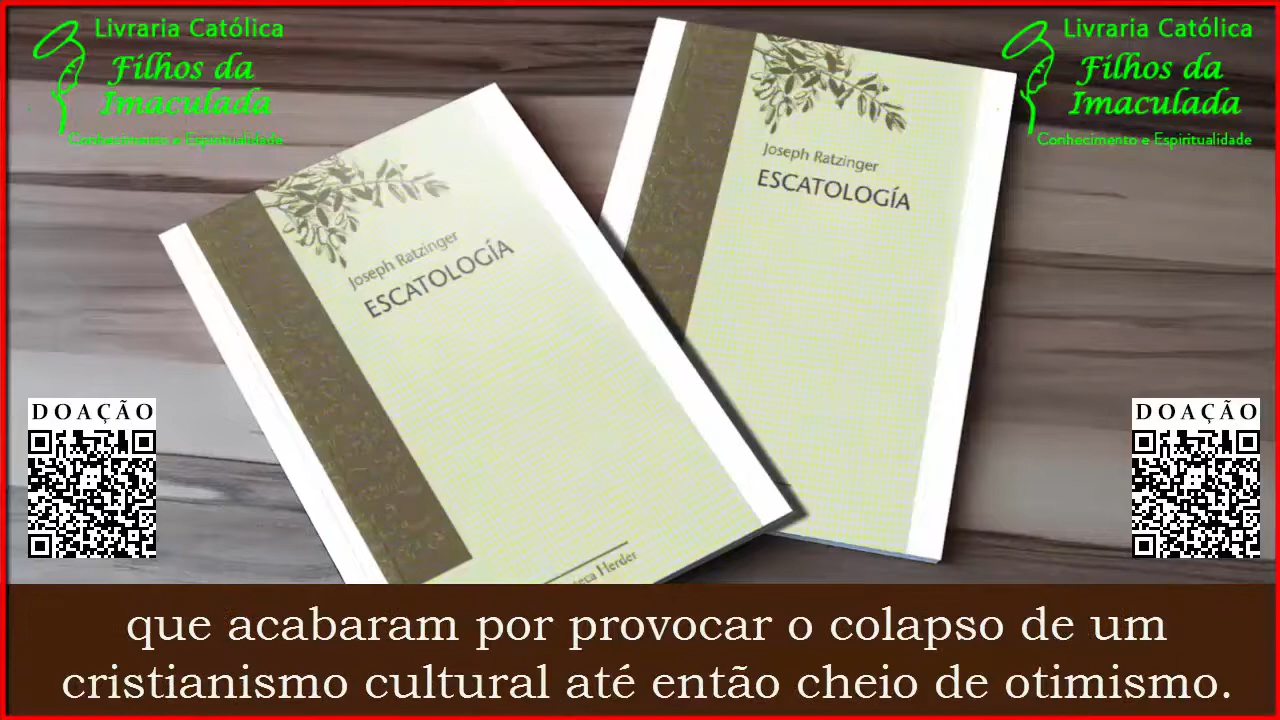 Livraria Católica
Filhos da
Imaculada
Conhecimento e Espiritualidade
Livraria Católica
Filhos da
Imaculada
Conhecimento e Espiritualidade
Joseph Ratzinger
ESCATOLOGÍA
Joseph Ratzinger
ESCATOLOGÍA
Herder
DOAÇÃO
DOAÇÃO
que acabaram por provocar o colapso de um
cristianismo cultural até então cheio de otimismo.